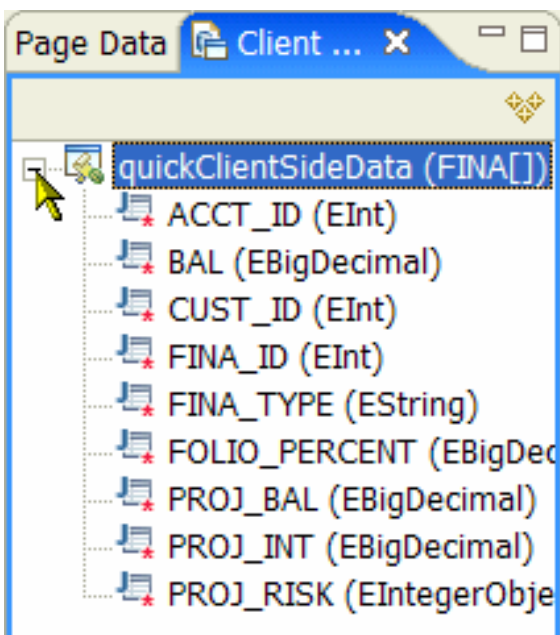 Page Data Client ...
quickClientSideData (FINA[])
ACCT_ID (EInt)
BAL (EBigDecimal)
CUST_ID (EInt)
FINA_ID (EInt)
FINA_TYPE (EString)
FOLIO_PERCENT (EBigDec
PROJ_BAL (EBigDecimal)
PROJ_INT (EBigDecimal)
PROJ_RISK (EIntegerObje